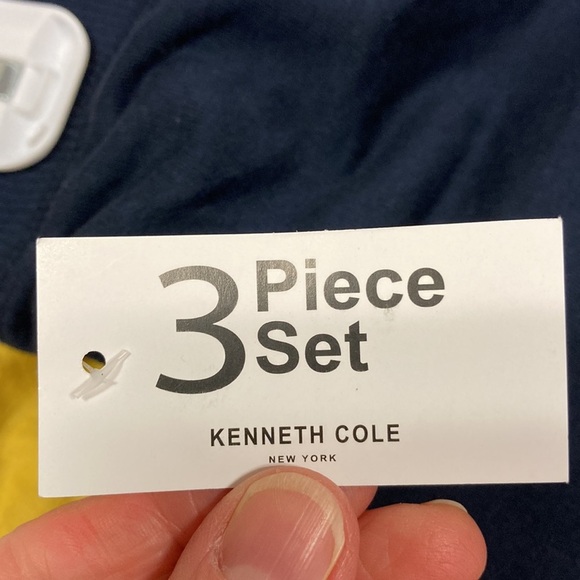 3 Piece
Set
KENNETH COLE
NEW YORK